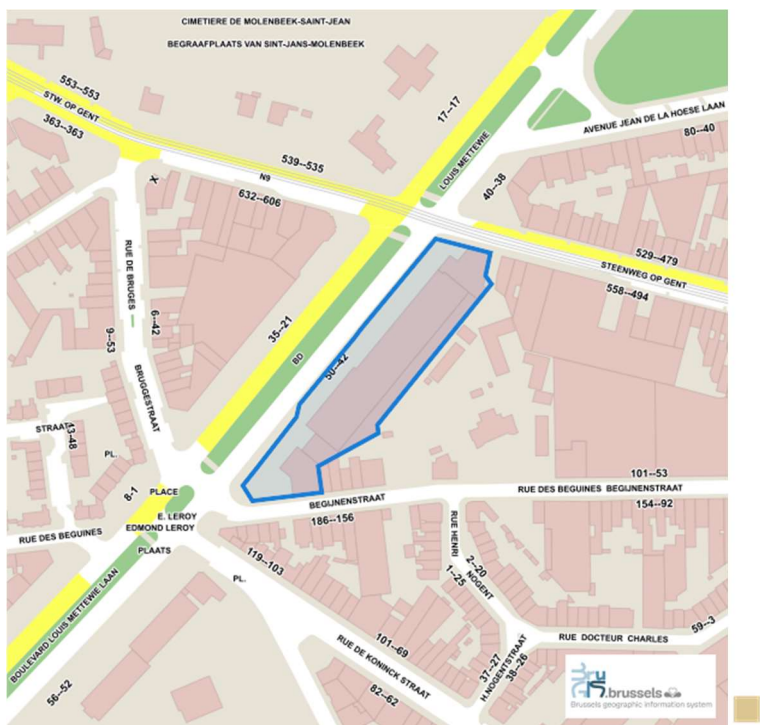 CIMETIERE DE MOLENBEEK-SAINT-JEAN
BEGRAAFPLAATS VAN SINT-JANS-MOLENBEEK
553--553
STW. OP GENT
363--363
17--17
LOUIS METTEWIE
AVENUE JEAN DE LA HOESE LAAN
80--40
539--535
N9
632--606
40--38
529--479
STEENWEG OP GENT
558--494
RUE DE BRUGES
6--42
9--53
BRUGGESTRAAT
35--21
BD
50--42
STRAAT
13--48
PL.
8-1
PLACE
E. LEROY
EDMOND LEROY
PLAATS
RUE DES BEGUINES
BEGIJNENSTRAAT
186--156
101--53
RUE DES BEGUINES BEGIJNENSTRAAT
154--92
RUE HENRI
NOGENT
2--20
1--25
119--103
PL.
BOULEVARD LOUIS METTEWIE LAAN
56--52
101--69
RUE DE KONINCK STRAAT
82--62
37--27
H.NOGENTSTRAAT
38--26
RUE DOCTEUR CHARLES
59--3
.brussels
Brussels geographic information system